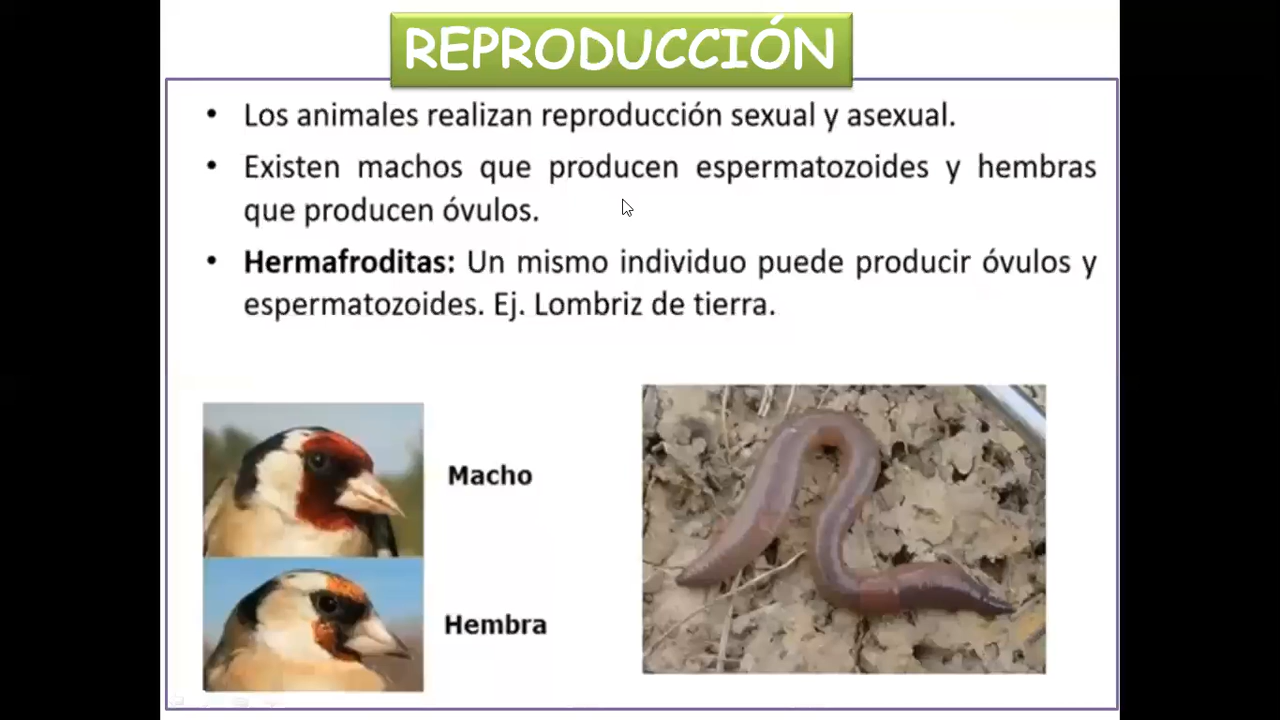 REPRODUCCIÓN
• Los animales realizan reproducción sexual y asexual.
• Existen machos que producen espermatozoides y hembras
que producen óvulos.
• Hermafroditas: Un mismo individuo puede producir óvulos y
espermatozoides. Ej. Lombriz de tierra.
Macho
Hembra